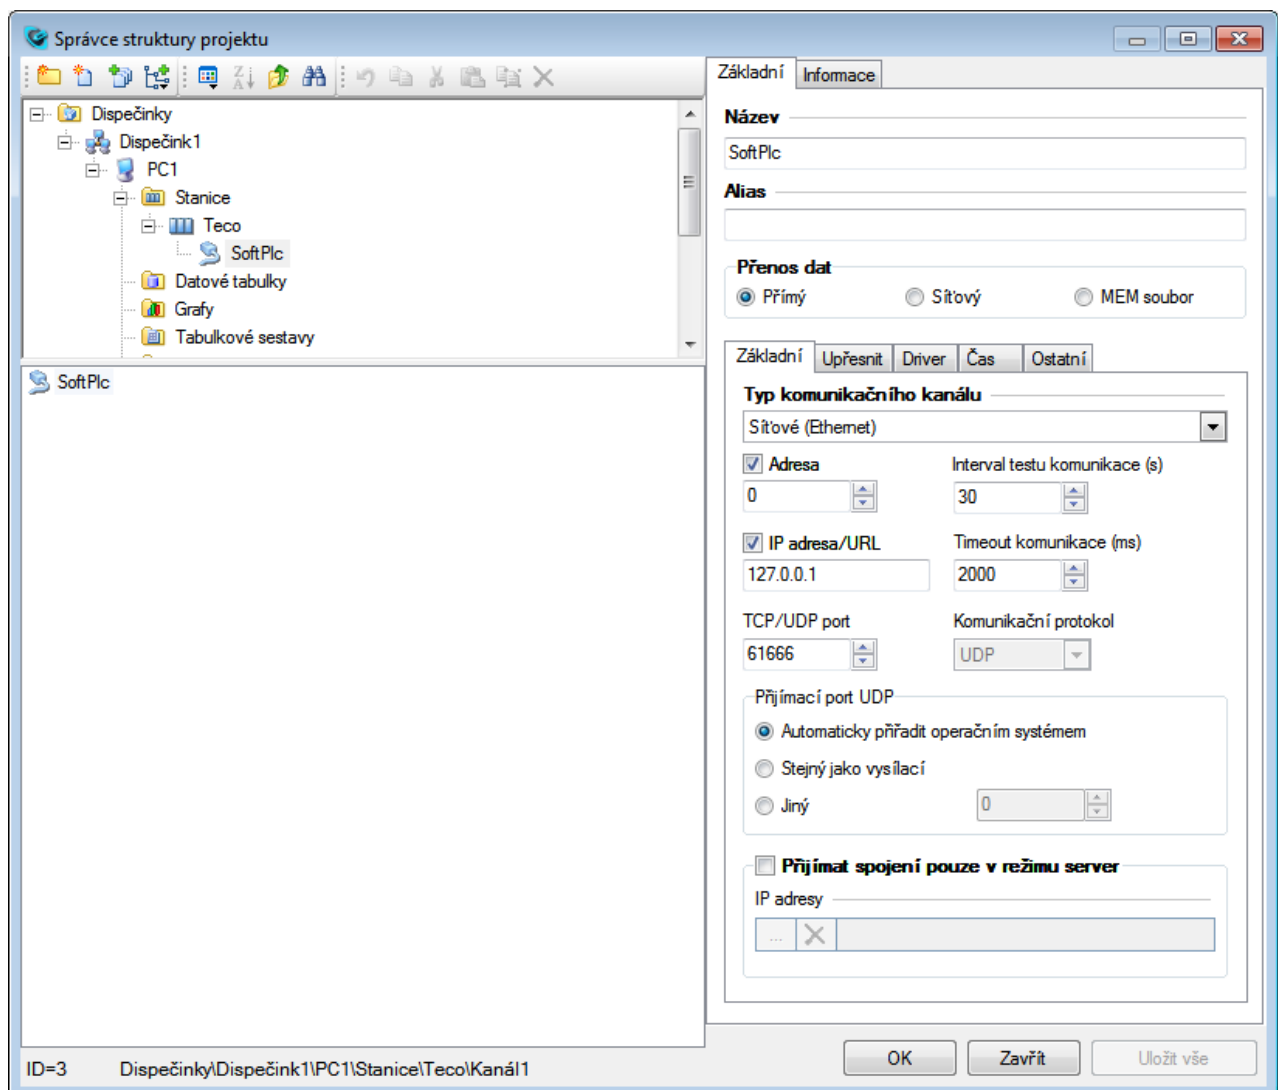 Správce struktury projektu
Základní Informace
Dispečinky
Dispečink1
PC1
Stanice
Teco
SoftPlc
Datové tabulky
Grafy
Tabulkové sestavy
SoftPlc
Název
SoftPlc
Alias
Přenos dat
Přímý Síťový MEM soubor
Základní Upřesnit Driver Čas Ostatní
Typ komunikačního kanálu
Síťové (Ethernet)
Adresa Interval testu komunikace (s)
0 30
IP adresa/URL Timeout komunikace (ms)
127.0.0.1 2000
TCP/UDP port Komunikační protokol
61666 UDP
Přijímací port UDP
Automaticky přiřadit operačním systémem
Stejný jako vysílací
Jiný 0
Přijímat spojení pouze v režimu server
IP adresy
...
OK Zavřít Uložit vše
ID=3 Dispečinky\Dispečink1\PC1\Stanice\Teco\Kanál1